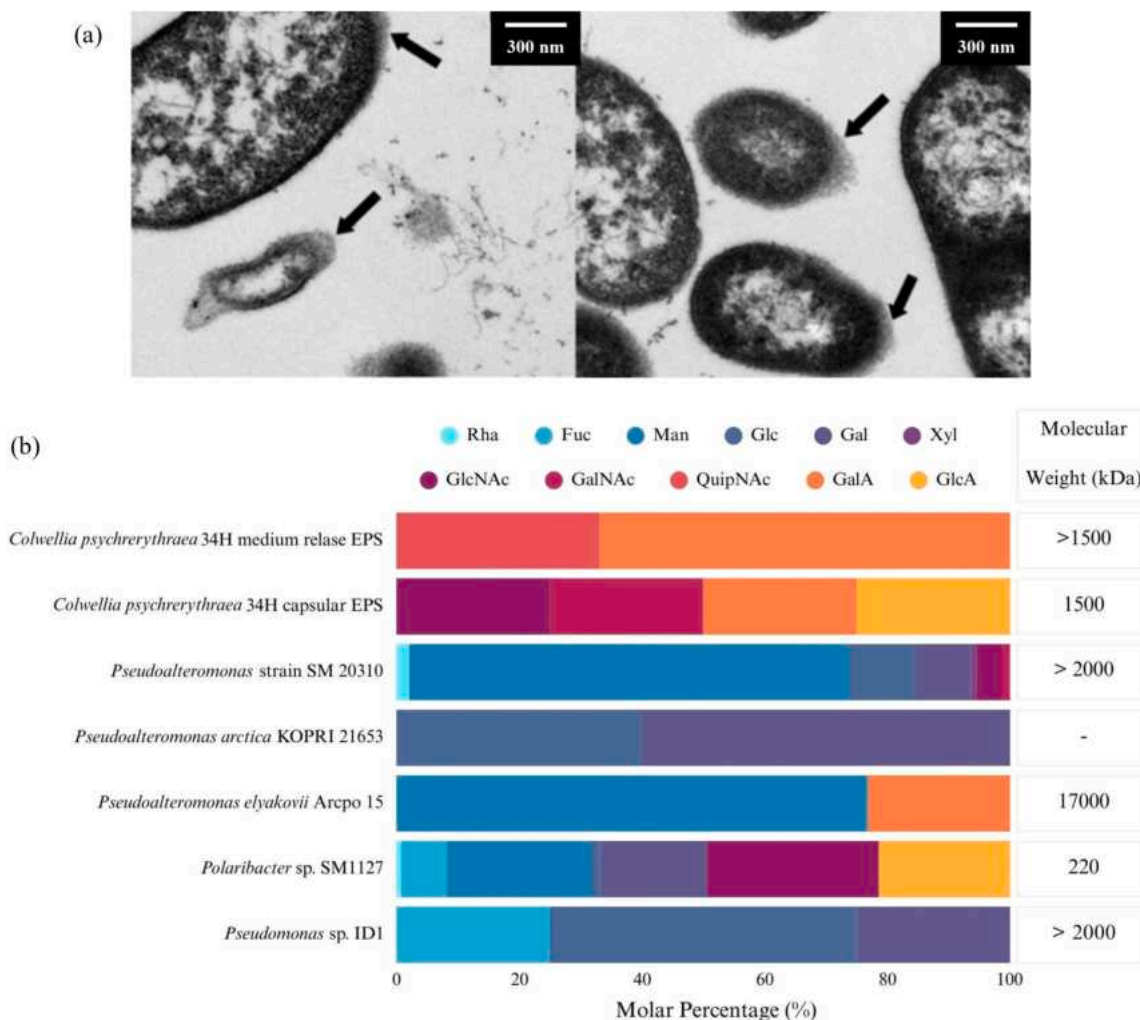 (a)
300 nm
300 nm
(b)
Rha Fuc Man Glc Gal Xyl
GlcNAc GalNAc QuipNAc GalA GlcA
Molecular
Weight (kDa)
Colwellia psychrerythraea 34H medium relase EPS
>1500
Colwellia psychrerythraea 34H capsular EPS
1500
Pseudoalteromonas strain SM 20310
> 2000
Pseudoalteromonas arctica KOPRI 21653
-
Pseudoalteromonas elyakovii Arcpo 15
17000
Polaribacter sp. SM1127
220
Pseudomonas sp. ID1
> 2000
0 20 40 60 80 100
Molar Percentage (%)